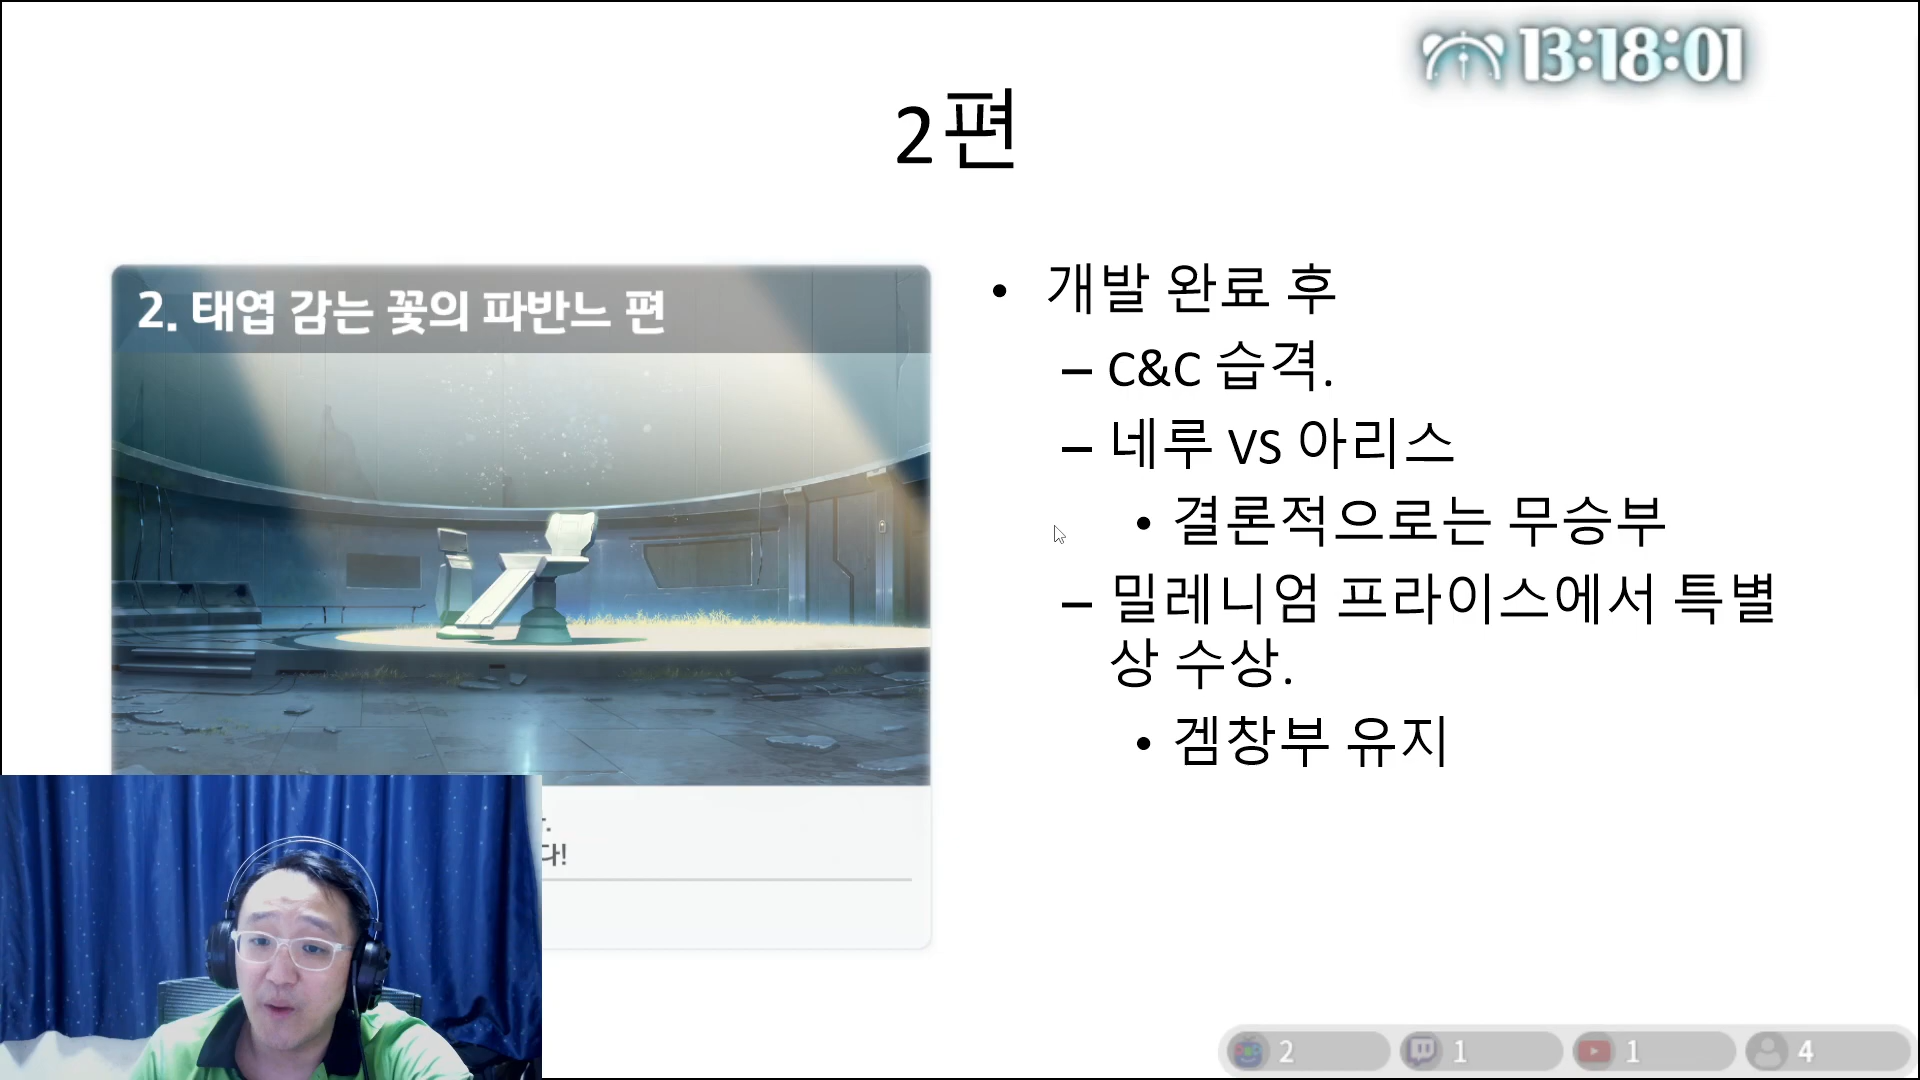 13:18:01
2편
2. 태엽 감는 꽃의 파반느 편
다!
• 개발 완료 후
– C&C 습격.
– 네루 VS 아리스
• 결론적으로는 무승부
– 밀레니엄 프라이스에서 특별
상 수상.
• 겜창부 유지
2 1 1 4